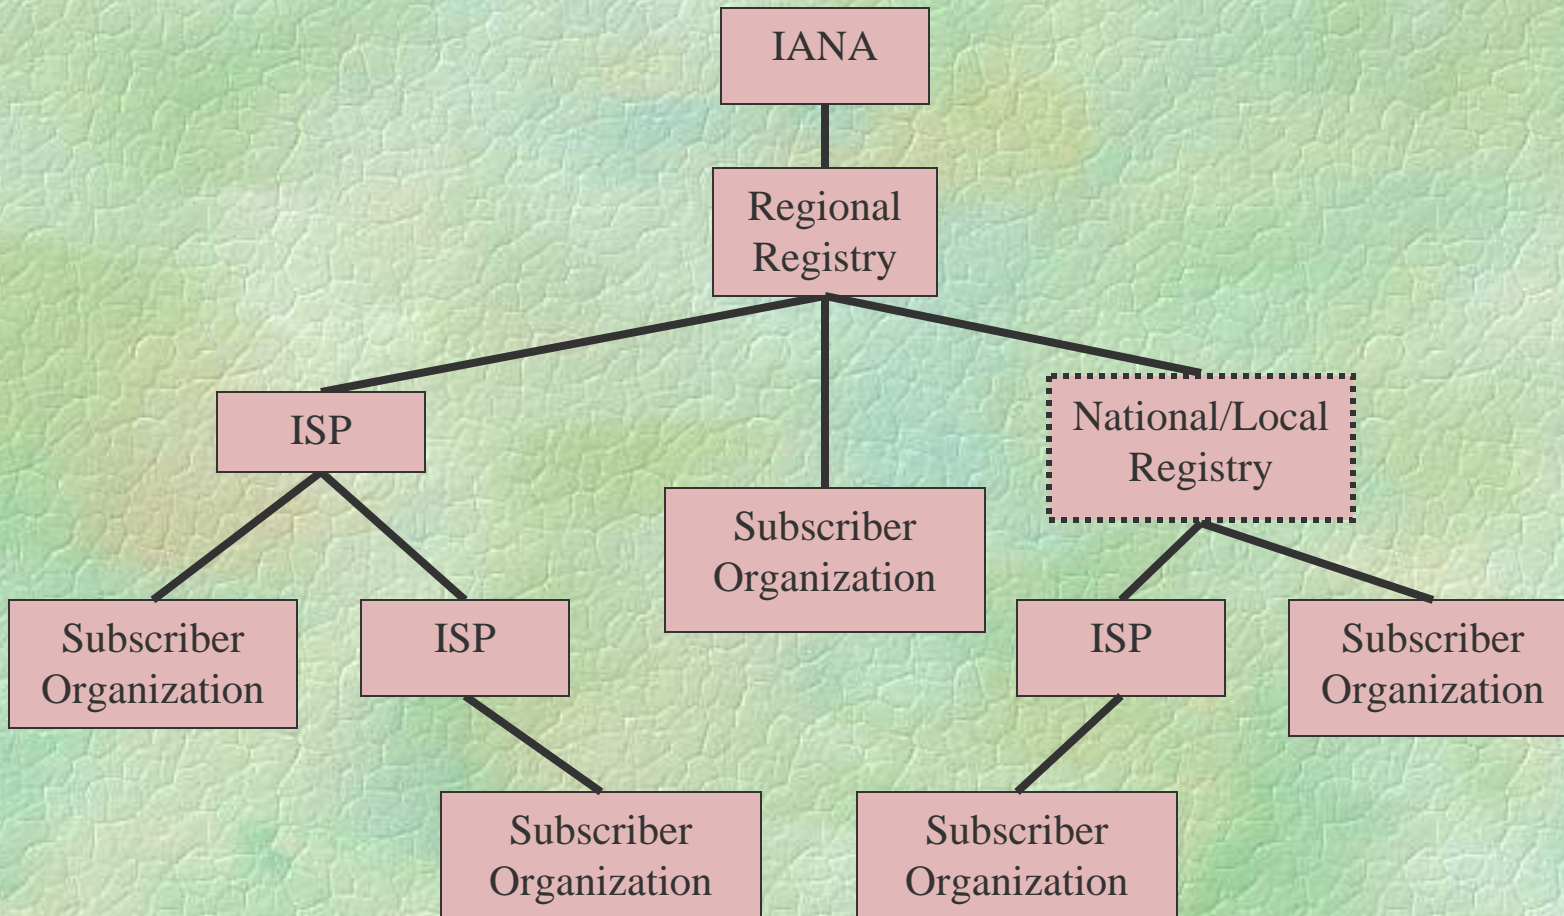 IANA
Regional
Registry
ISP
National/Local
Registry
Subscriber
Organization
Subscriber
Organization
ISP
ISP
Subscriber
Organization
Subscriber
Organization
Subscriber
Organization